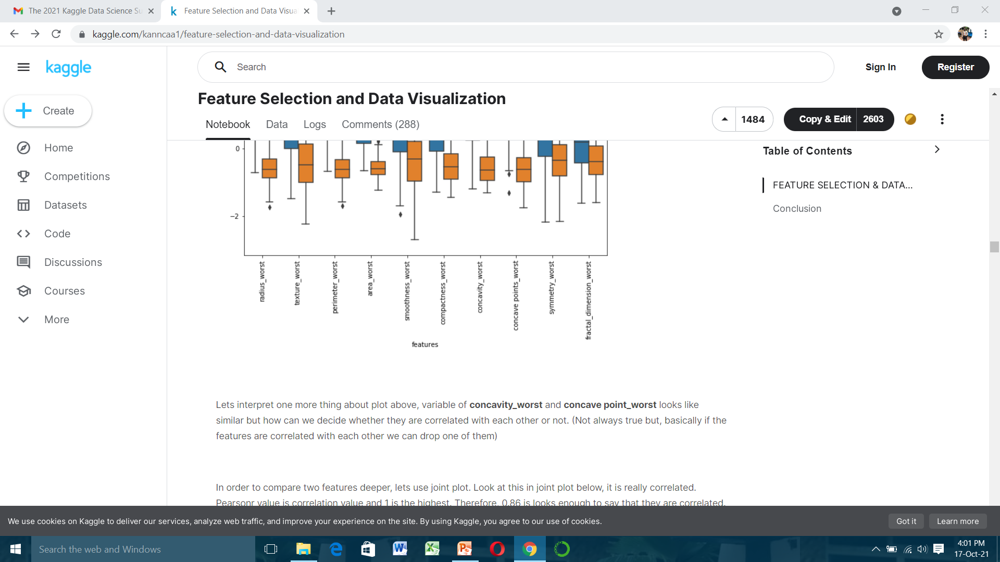 The 2021 Kaggle Data Science Su
Feature Selection and Data Visua
kaggle.com/kanncaa1/feature-selection-and-data-visualization
kaggle
Search
Sign In
Register
Create
Home
Competitions
Datasets
Code
Discussions
Courses
More
Feature Selection and Data Visualization
Notebook
Data
Logs
Comments (288)
1484
Copy & Edit
2603
0
−2
radius_worst
texture_worst
perimeter_worst
area_worst
smoothness_worst
compactness_worst
concavity_worst
concave points_worst
symmetry_worst
fractal_dimension_worst
features
Table of Contents
FEATURE SELECTION & DATA...
Conclusion
Lets interpret one more thing about plot above, variable of concavity_worst and concave point_worst looks like
similar but how can we decide whether they are correlated with each other or not. (Not always true but, basically if the
features are correlated with each other we can drop one of them)
In order to compare two features deeper, lets use joint plot. Look at this in joint plot below, it is really correlated.
Pearsonr value is correlation value and 1 is the highest. Therefore, 0.86 is looks enough to say that they are correlated.
We use cookies on Kaggle to deliver our services, analyze web traffic, and improve your experience on the site. By using Kaggle, you agree to our use of cookies.
Got it
Learn more
Search the web and Windows
4:01 PM
17-Oct-21